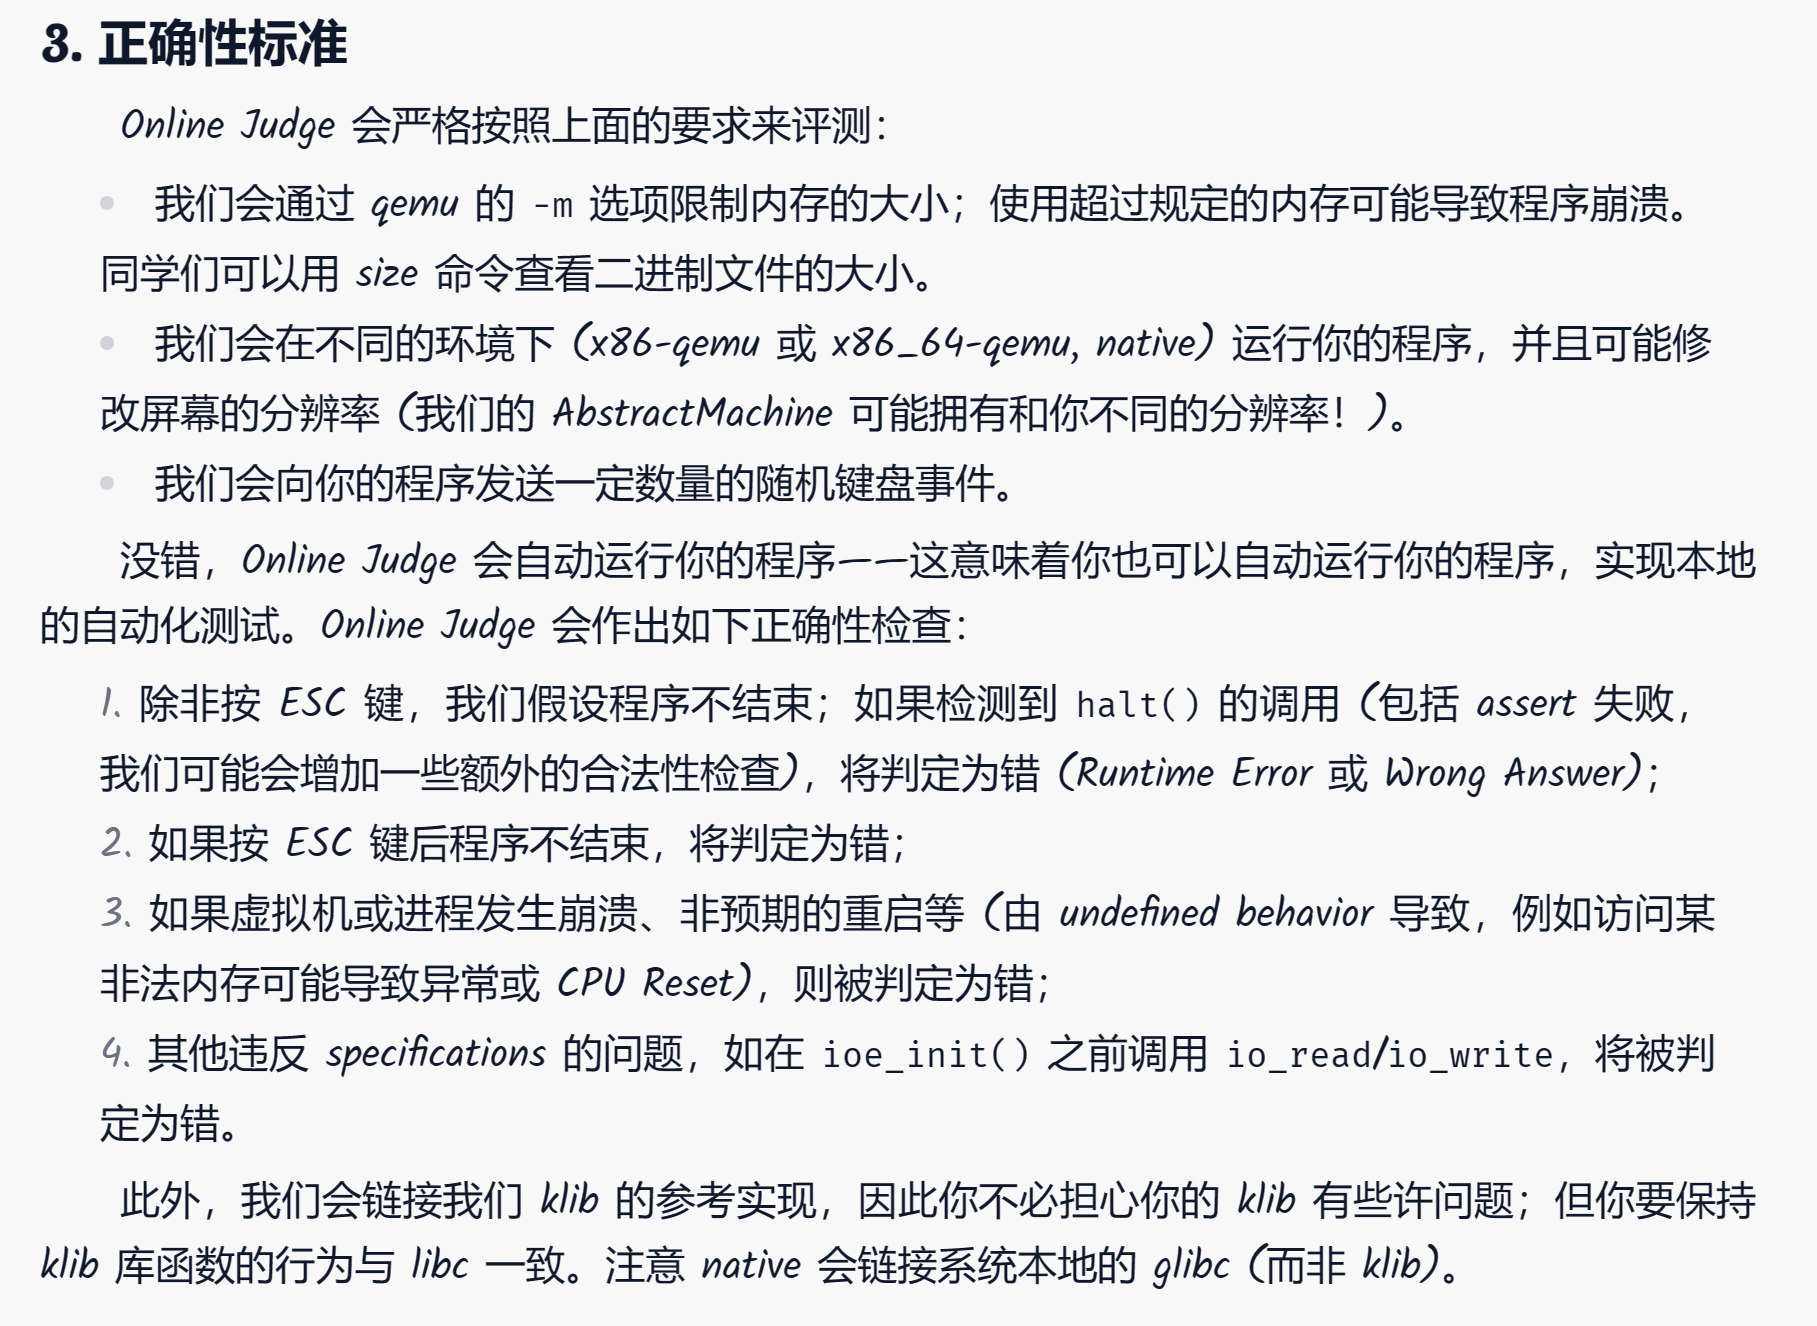 3. 正确性标准
Online Judge 会严格按照上面的要求来评测：
我们会通过 qemu 的 -m 选项限制内存的大小；使用超过规定的内存可能导致程序崩溃。
同学们可以用 size 命令查看二进制文件的大小。
我们会在不同的环境下 (x86-qemu 或 x86_64-qemu, native) 运行你的程序，并且可能修
改屏幕的分辨率 (我们的 AbstractMachine 可能拥有和你不同的分辨率！)。
我们会向你的程序发送一定数量的随机键盘事件。
没错，Online Judge 会自动运行你的程序——这意味着你也可以自动运行你的程序，实现本地
的自动化测试。Online Judge 会作出如下正确性检查：
1. 除非按 ESC 键，我们假设程序不结束；如果检测到 halt() 的调用 (包括 assert 失败，
我们可能会增加一些额外的合法性检查)，将判定为错 (Runtime Error 或 Wrong Answer)；
2. 如果按 ESC 键后程序不结束，将判定为错；
3. 如果虚拟机或进程发生崩溃、非预期的重启等 (由 undefined behavior 导致，例如访问某
非法内存可能导致异常或 CPU Reset)，则被判定为错；
4. 其他违反 specifications 的问题，如在 ioe_init() 之前调用 io_read/io_write，将被判
定为错。
此外，我们会链接我们 klib 的参考实现，因此你不必担心你的 klib 有些许问题；但你要保持
klib 库函数的行为与 libc 一致。注意 native 会链接系统本地的 glibc (而非 klib)。